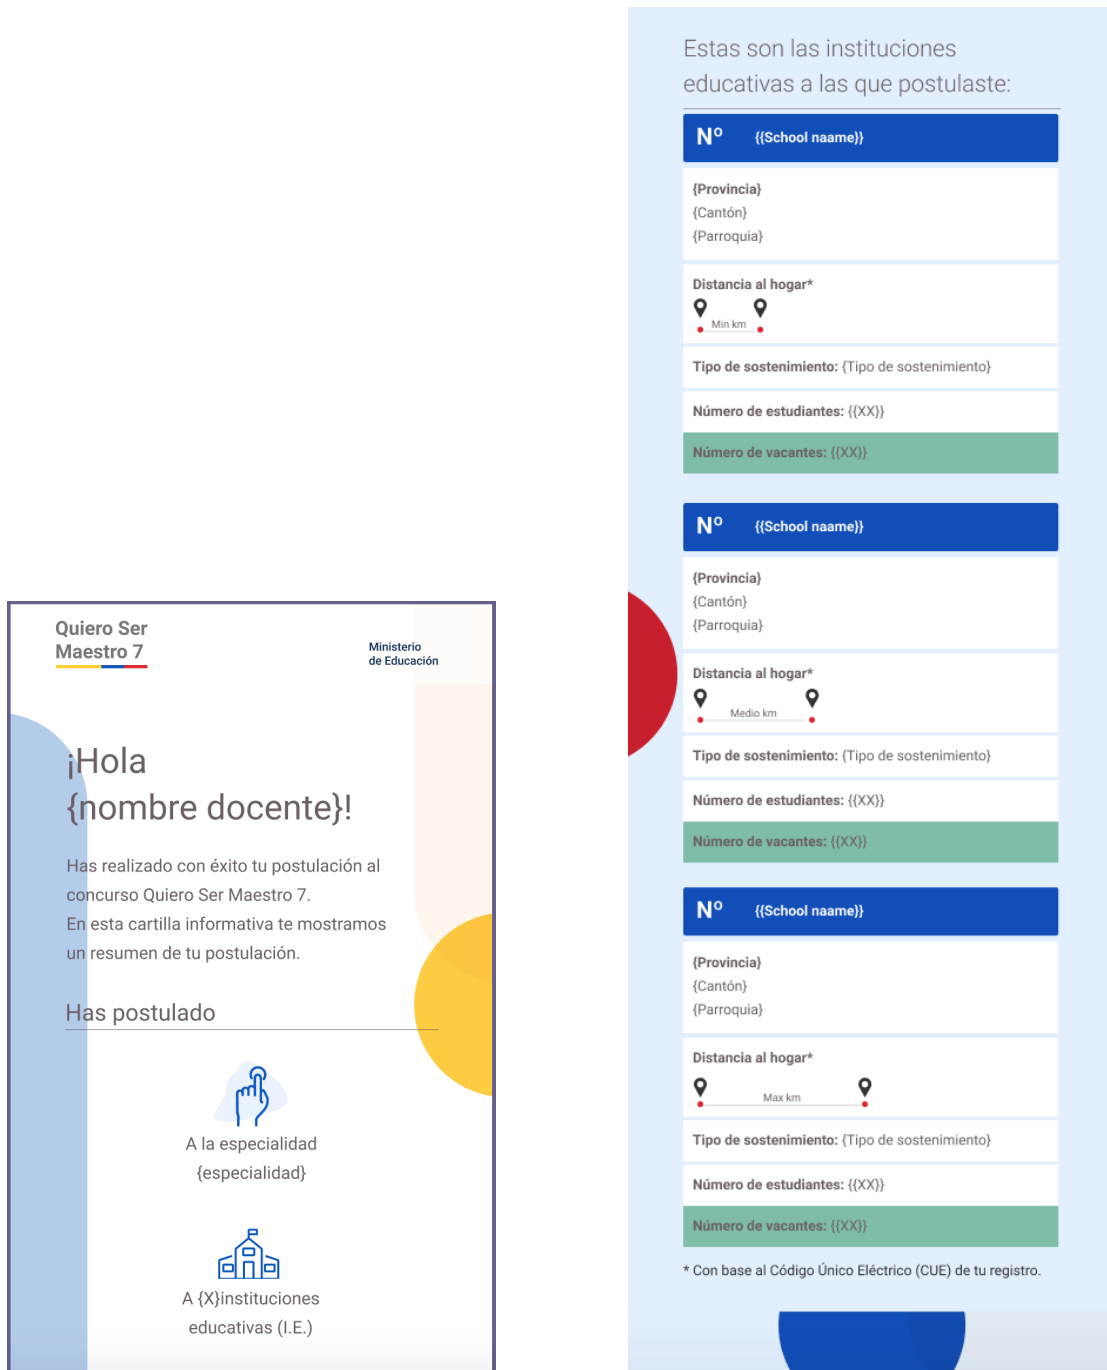 Quiero Ser
Maestro 7
Ministerio
de Educación
¡Hola
{nombre docente}!
Has realizado con éxito tu postulación al
concurso Quiero Ser Maestro 7.
En esta cartilla informativa te mostramos
un resumen de tu postulación.
Has postulado
A la especialidad
{especialidad}
A {X}instituciones
educativas (I.E.)
Estas son las instituciones
educativas a las que postulaste:
Nº {{School naame}}
{Provincia}
{Cantón}
{Parroquia}
Distancia al hogar*
Min km
Tipo de sostenimiento: {Tipo de sostenimiento}
Número de estudiantes: {{XX}}
Número de vacantes: {{XX}}
Nº {{School naame}}
{Provincia}
{Cantón}
{Parroquia}
Distancia al hogar*
Medio km
Tipo de sostenimiento: {Tipo de sostenimiento}
Número de estudiantes: {{XX}}
Número de vacantes: {{XX}}
Nº {{School naame}}
{Provincia}
{Cantón}
{Parroquia}
Distancia al hogar*
Max km
Tipo de sostenimiento: {Tipo de sostenimiento}
Número de estudiantes: {{XX}}
Número de vacantes: {{XX}}
* Con base al Código Único Eléctrico (CUE) de tu registro.